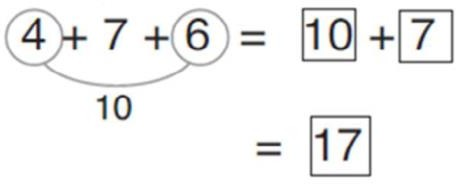 4 + 7 + 6 = 10 + 7
10
= 17